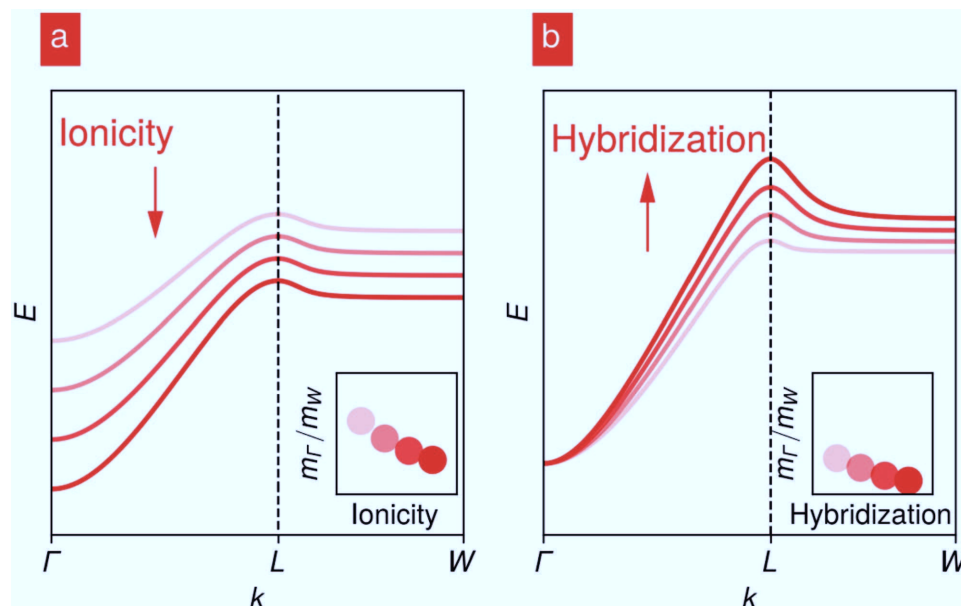 a
Ionicity
E
m_Γ/m_W
Ionicity
Γ
L
W
k
b
Hybridization
E
m_Γ/m_W
Hybridization
Γ
L
W
k